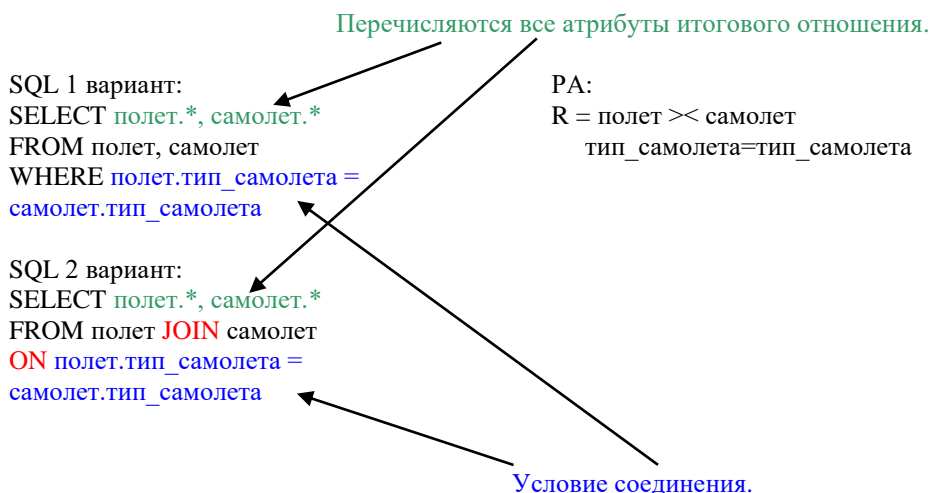 Перечисляются все атрибуты итогового отношения.
SQL 1 вариант:
SELECT полет.*, самолет.*
FROM полет, самолет
WHERE полет.тип_самолета =
самолет.тип_самолета
РА:
R = полет >< самолет
тип_самолета=тип_самолета
SQL 2 вариант:
SELECT полет.*, самолет.*
FROM полет JOIN самолет
ON полет.тип_самолета =
самолет.тип_самолета
Условие соединения.